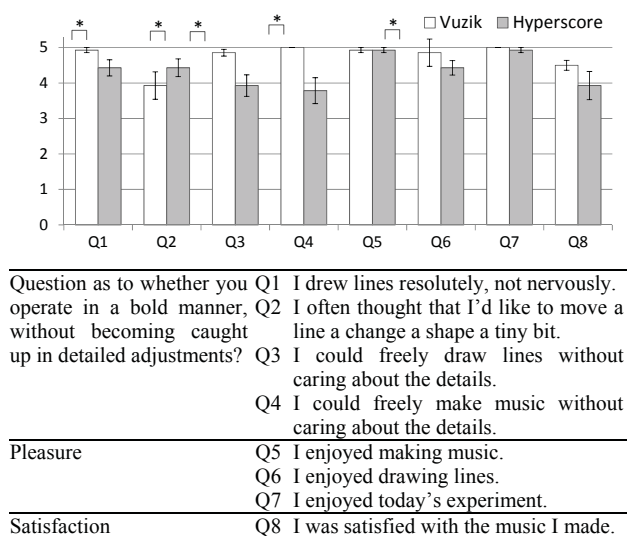 * * * * *
Vuzik Hyperscore
5
4
3
2
1
0
Q1 Q2 Q3 Q4 Q5 Q6 Q7 Q8
Question as to whether you operate in a bold manner, without becoming caught up in detailed adjustments?
Q1 I drew lines resolutely, not nervously.
Q2 I often thought that I'd like to move a
line a change a shape a tiny bit.
Q3 I could freely draw lines without
caring about the details.
Q4 I could freely make music without
caring about the details.
Pleasure
Q5 I enjoyed making music.
Q6 I enjoyed drawing lines.
Q7 I enjoyed today's experiment.
Satisfaction
Q8 I was satisfied with the music I made.